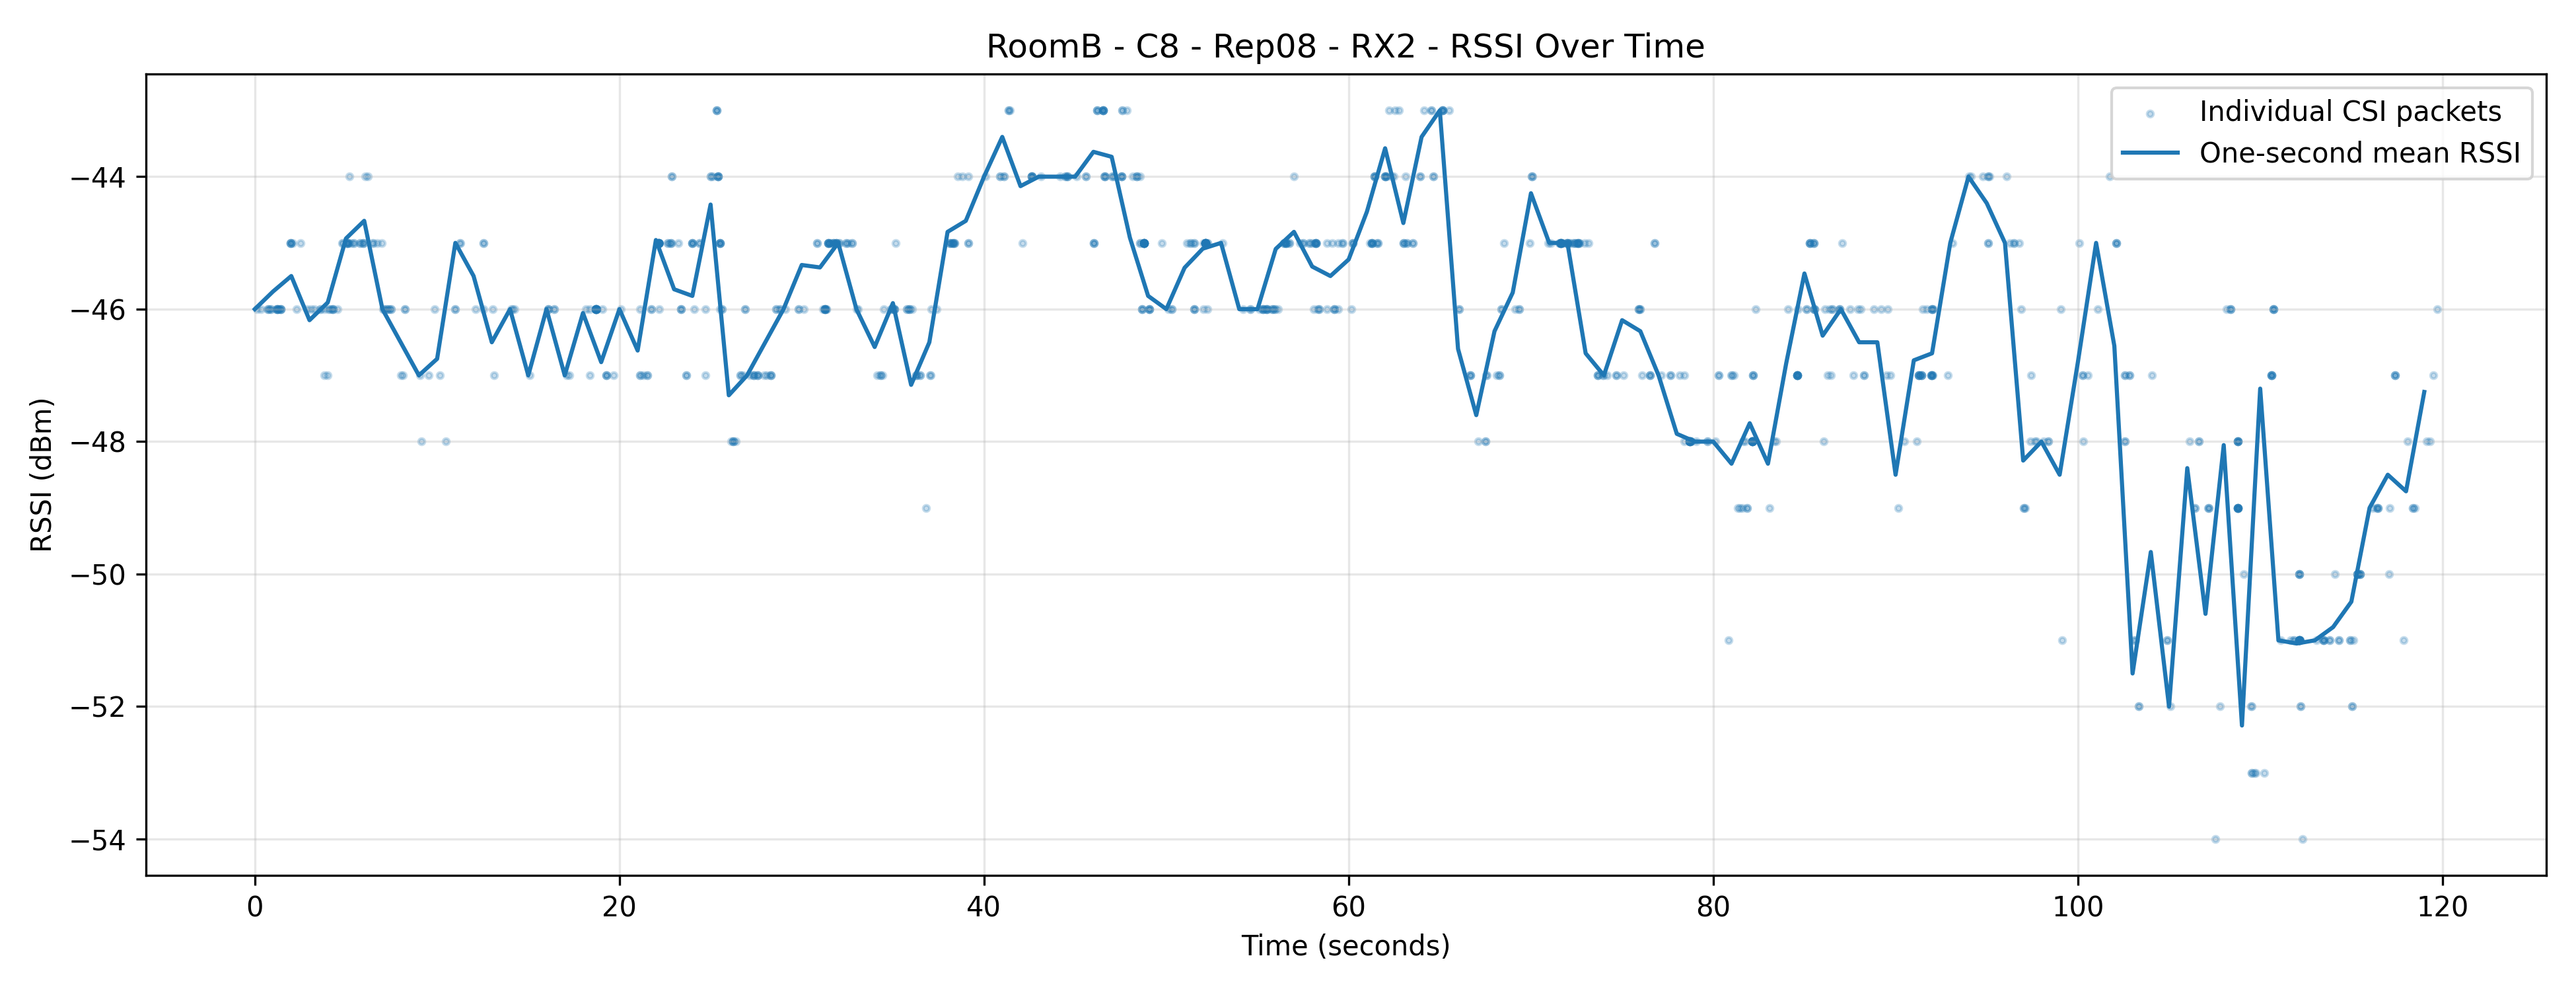 RoomB - C8 - Rep08 - RX2 - RSSI Over Time
Individual CSI packets
One-second mean RSSI
RSSI (dBm)
−44
−46
−48
−50
−52
−54
0 20 40 60 80 100 120
Time (seconds)